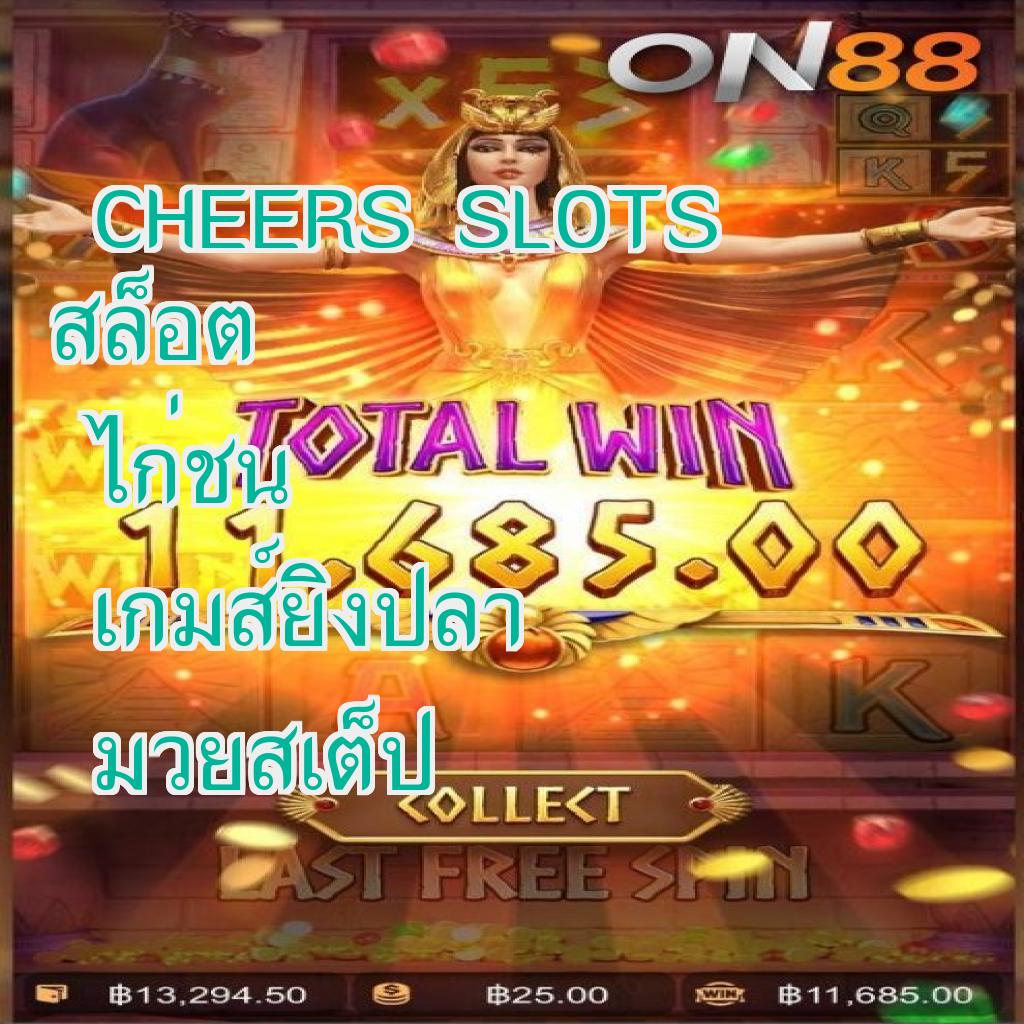 ON88
x53
Q
K 5
CHEERS SLOTS
สล็อต
ไก่ชน
TOTAL WIN
11,685.00
เกมส์ยิงปลา
A K
มวยสเต็ป
COLLECT
LAST FREE SPIN
฿13,294.50 ฿25.00 WIN ฿11,685.00